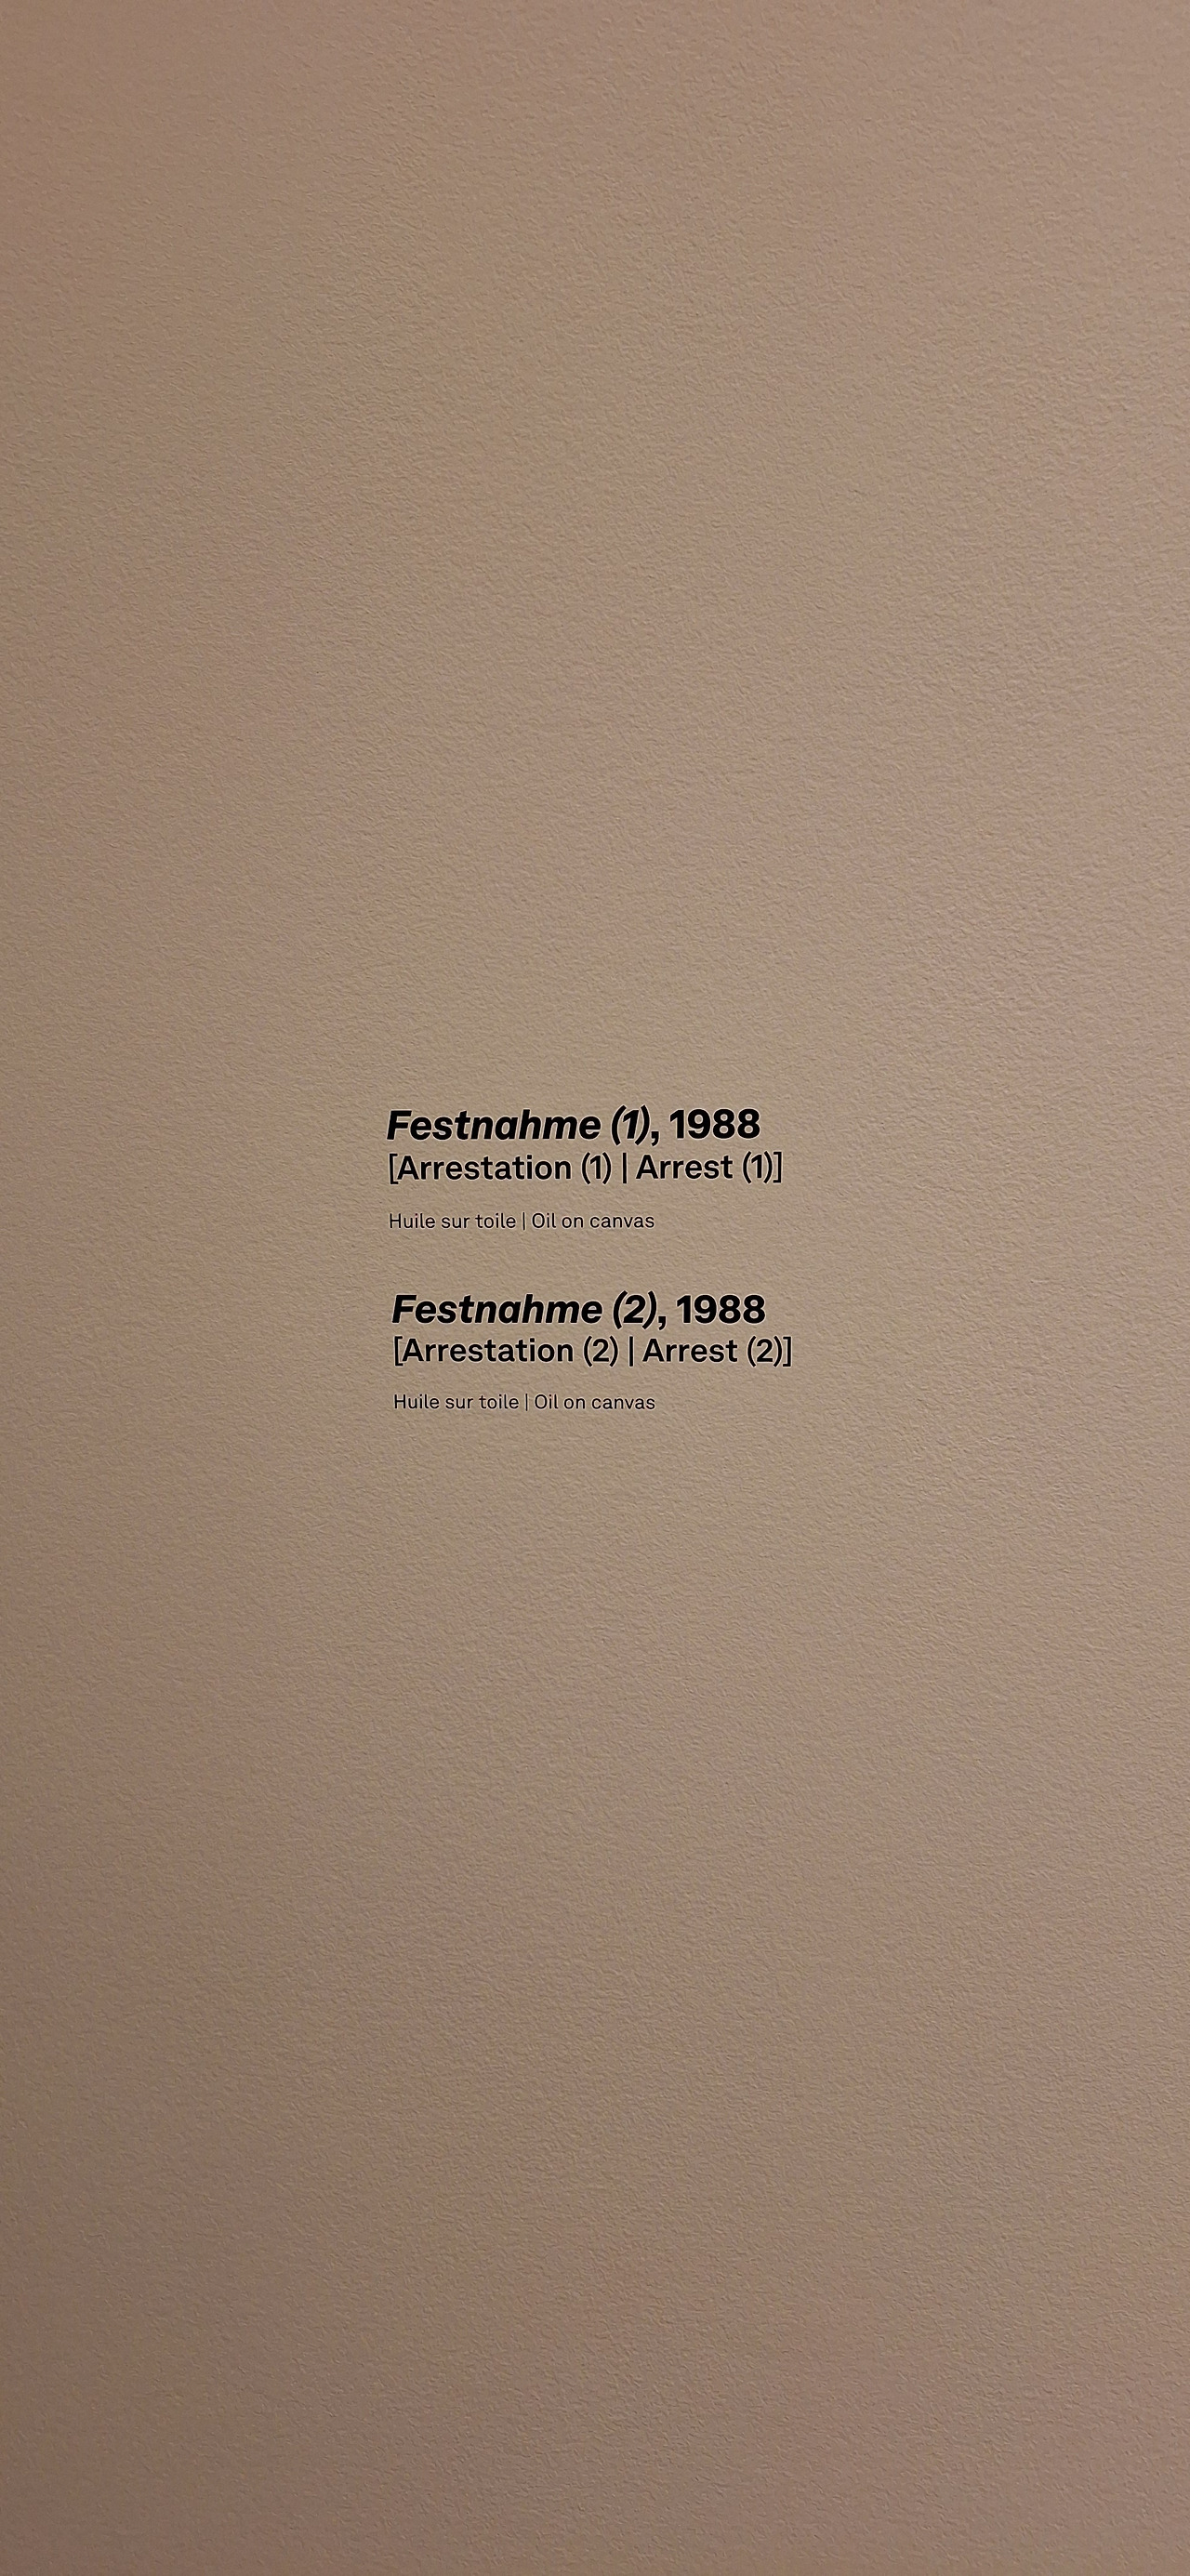 Festnahme (1), 1988
[Arrestation (1) | Arrest (1)]
Huile sur toile | Oil on canvas
Festnahme (2), 1988
[Arrestation (2) | Arrest (2)]
Huile sur toile | Oil on canvas